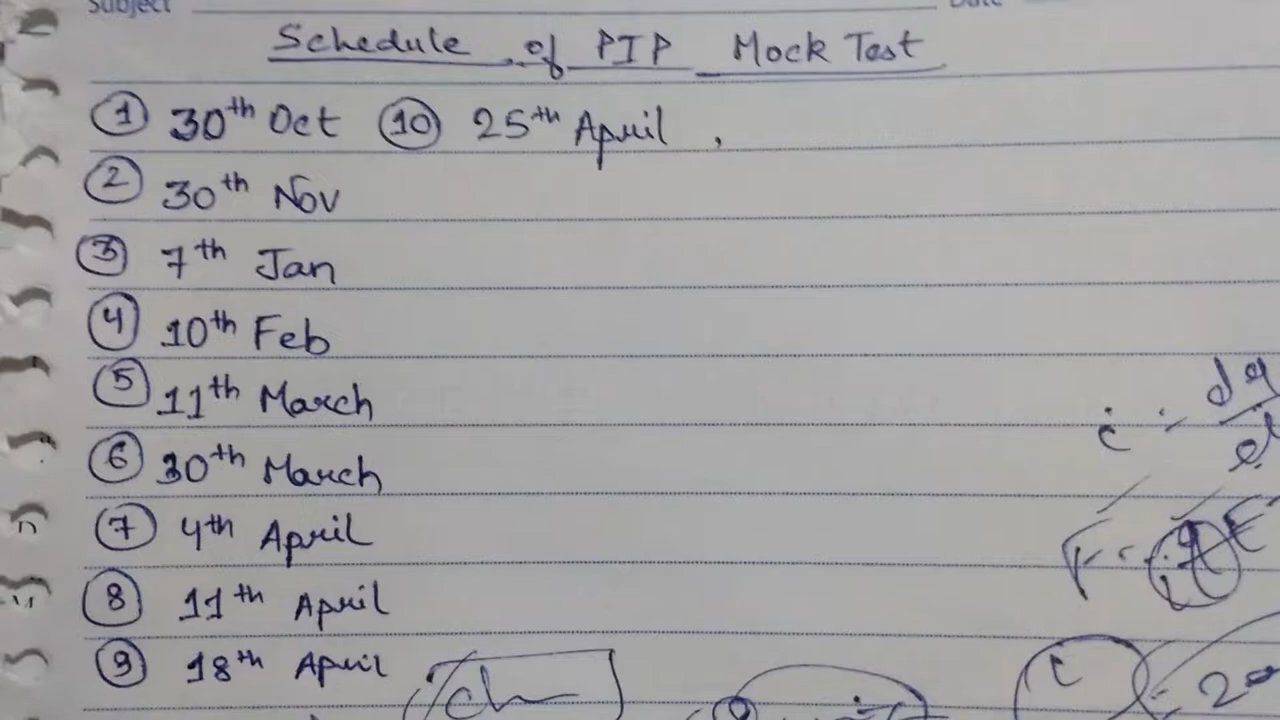 Subject
Schedule of PIP Mock Test
① 30th Oct ⑩ 25th April ,
② 30th Nov
③ 7th Jan
④ 10th Feb
⑤ 11th March
⑥ 30th March
⑦ 4th April
⑧ 11th April
⑨ 18th April